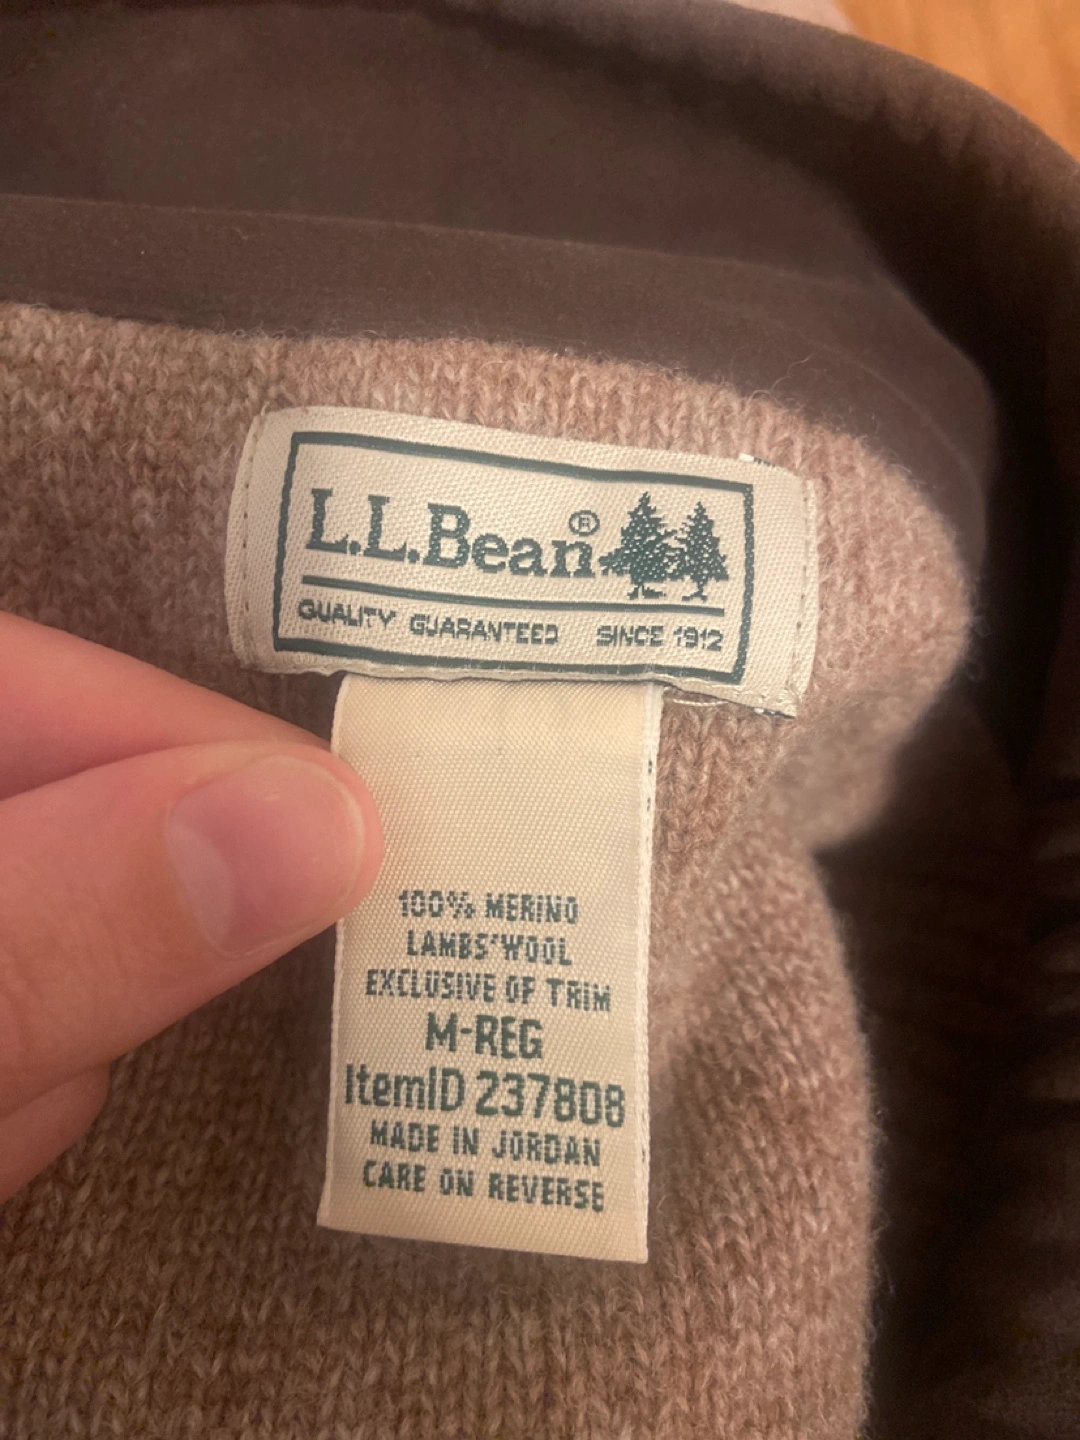 L.L.Bean®
QUALITY GUARANTEED SINCE 1912
100% MERINO
LAMBS'WOOL
EXCLUSIVE OF TRIM
M-REG
ItemID 237808
MADE IN JORDAN
CARE ON REVERSE